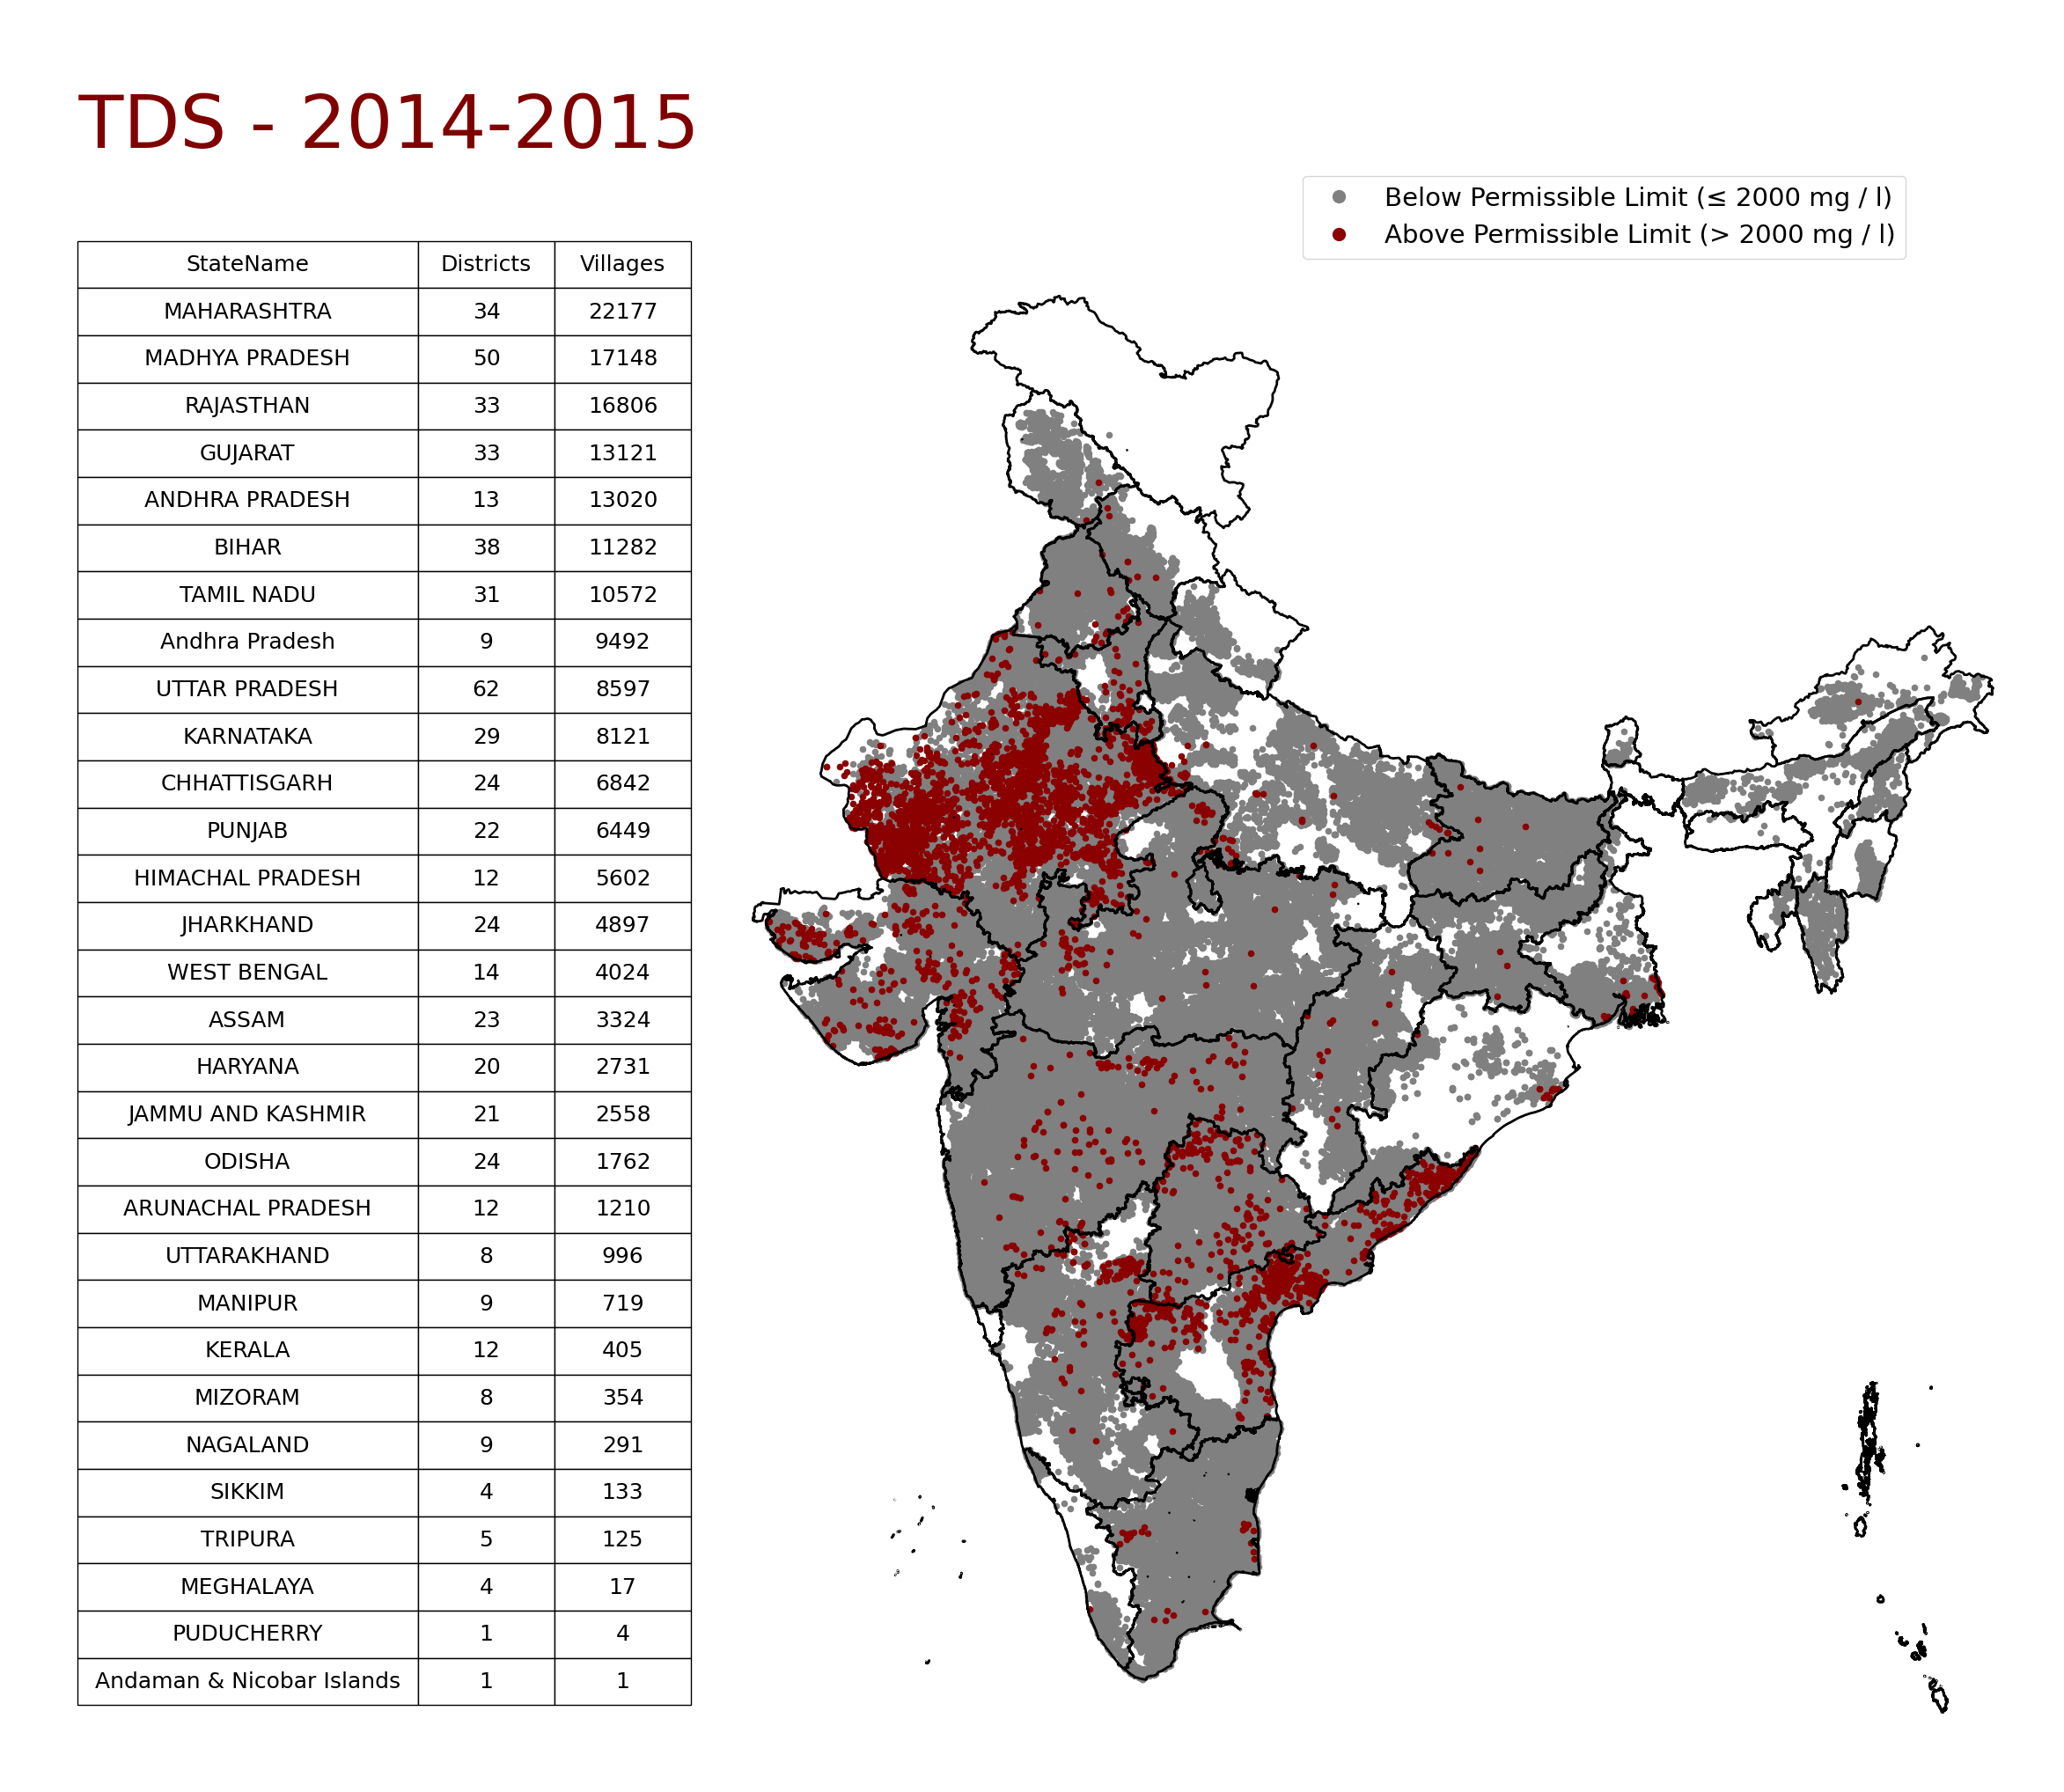 TDS - 2014-2015
Below Permissible Limit (≤ 2000 mg / l)
Above Permissible Limit (> 2000 mg / l)
StateName Districts Villages
MAHARASHTRA 34 22177
MADHYA PRADESH 50 17148
RAJASTHAN 33 16806
GUJARAT 33 13121
ANDHRA PRADESH 13 13020
BIHAR 38 11282
TAMIL NADU 31 10572
Andhra Pradesh 9 9492
UTTAR PRADESH 62 8597
KARNATAKA 29 8121
CHHATTISGARH 24 6842
PUNJAB 22 6449
HIMACHAL PRADESH 12 5602
JHARKHAND 24 4897
WEST BENGAL 14 4024
ASSAM 23 3324
HARYANA 20 2731
JAMMU AND KASHMIR 21 2558
ODISHA 24 1762
ARUNACHAL PRADESH 12 1210
UTTARAKHAND 8 996
MANIPUR 9 719
KERALA 12 405
MIZORAM 8 354
NAGALAND 9 291
SIKKIM 4 133
TRIPURA 5 125
MEGHALAYA 4 17
PUDUCHERRY 1 4
Andaman & Nicobar Islands 1 1